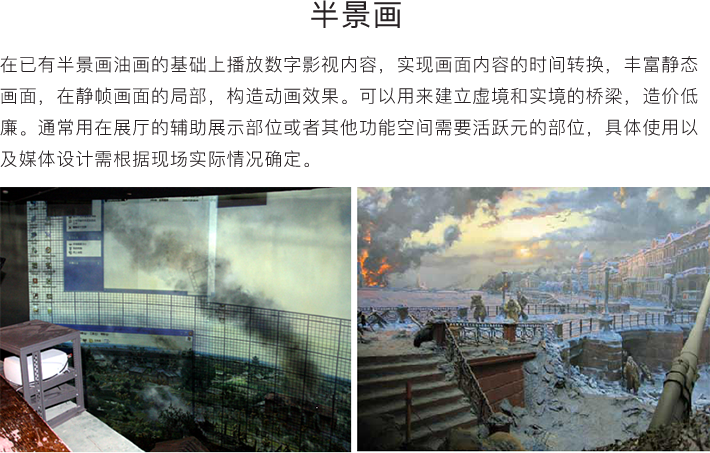 半景画
在已有半景画油画的基础上播放数字影视内容，实现画面内容的时间转换，丰富静态
画面，在静帧画面的局部，构造动画效果。可以用来建立虚境和实境的桥梁，造价低
廉。通常用在展厅的辅助展示部位或者其他功能空间需要活跃元的部位，具体使用以
及媒体设计需根据现场实际情况确定。